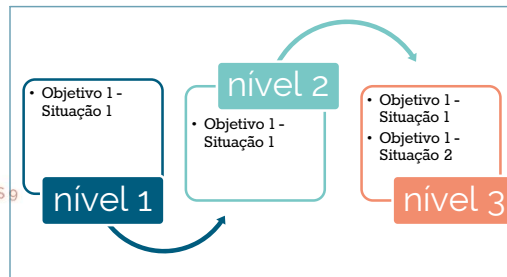 • Objetivo 1 -
Situação 1
nível 1
nível 2
• Objetivo 1 -
Situação 1
• Objetivo 1 -
Situação 1
• Objetivo 1 -
Situação 2
nível 3
s 9